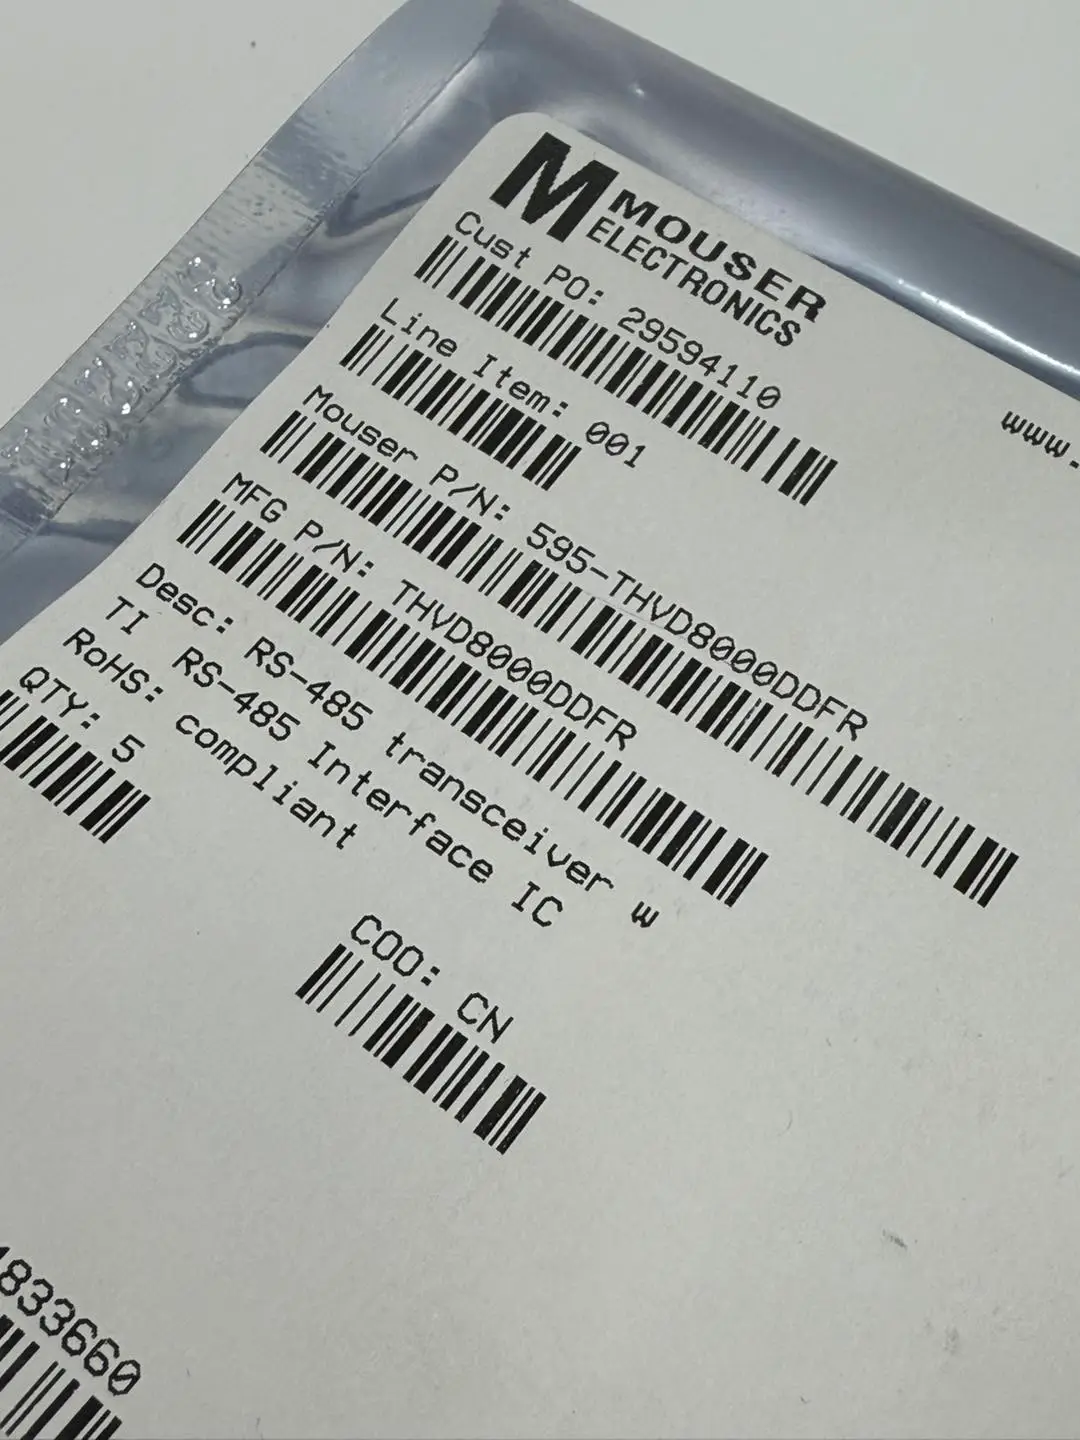 MOUSER
ELECTRONICS
www.
Cust PO: 29594110
Line Item: 001
Mouser P/N: 595-THVD8000DDFR
MFG P/N: THVD8000DDFR
Desc: RS-485 transceiver w
TI RS-485 Interface IC
RoHS: compliant
QTY: 5
COO: CN
833660